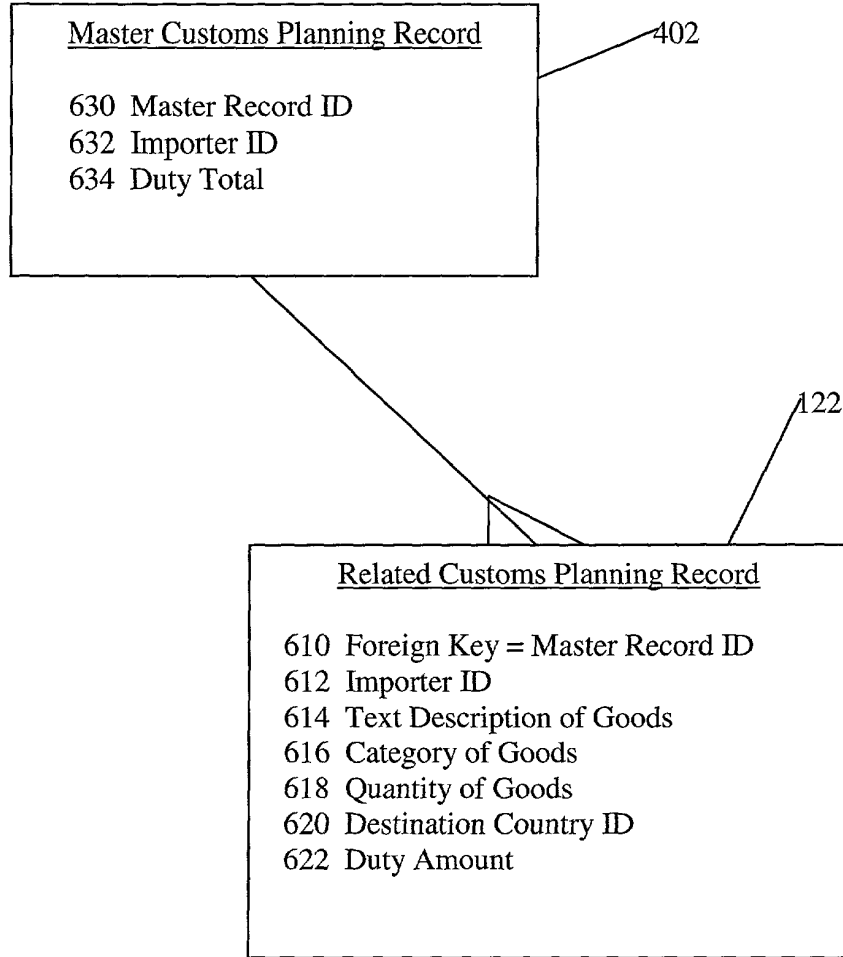 Master Customs Planning Record
402
630 Master Record ID
632 Importer ID
634 Duty Total
122
Related Customs Planning Record
610 Foreign Key = Master Record ID
612 Importer ID
614 Text Description of Goods
616 Category of Goods
618 Quantity of Goods
620 Destination Country ID
622 Duty Amount